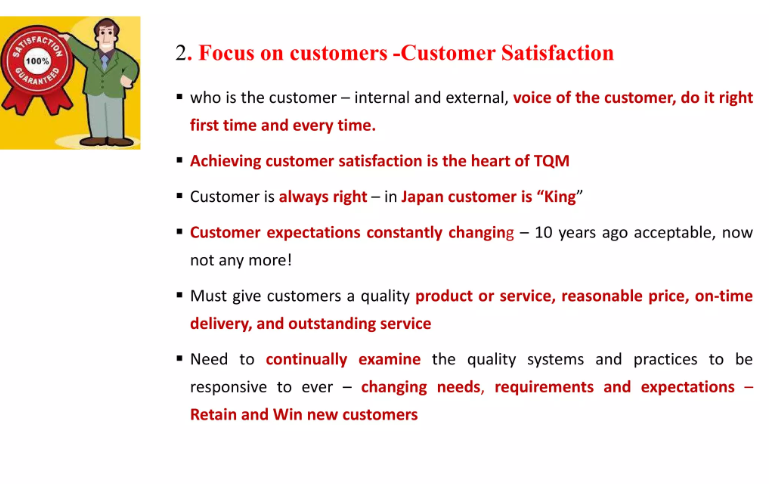 SATISFACTION
100%
GUARANTEED
2. Focus on customers -Customer Satisfaction
▪ who is the customer – internal and external, voice of the customer, do it right
first time and every time.
▪ Achieving customer satisfaction is the heart of TQM
▪ Customer is always right – in Japan customer is “King”
▪ Customer expectations constantly changing – 10 years ago acceptable, now
not any more!
▪ Must give customers a quality product or service, reasonable price, on-time
delivery, and outstanding service
▪ Need to continually examine the quality systems and practices to be
responsive to ever – changing needs, requirements and expectations –
Retain and Win new customers